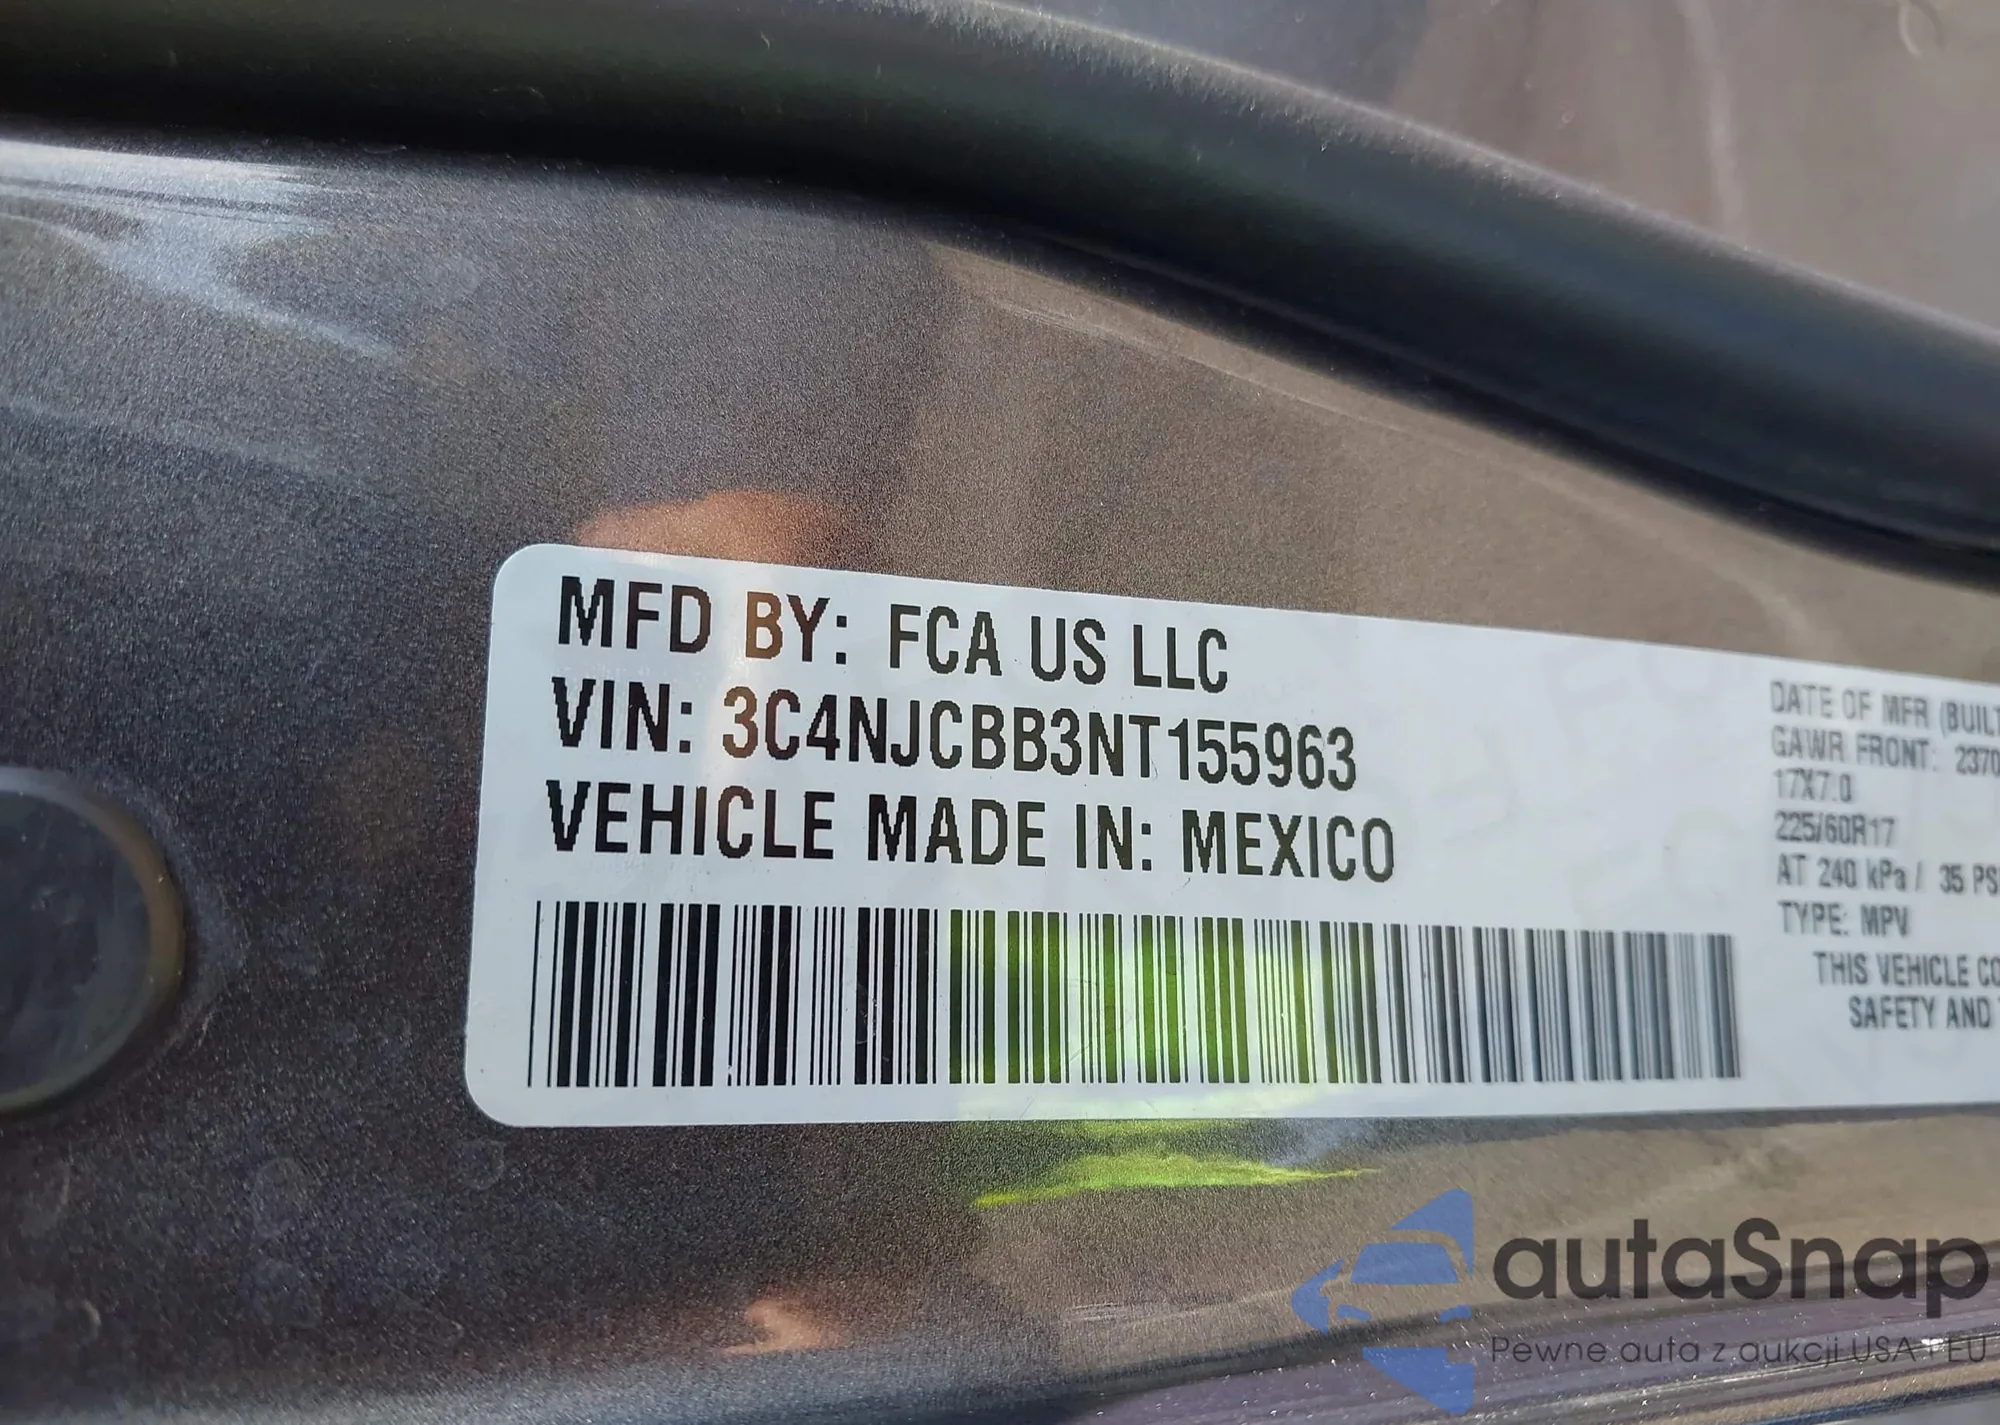 MFD BY: FCA US LLC
VIN: 3C4NJCBB3NT155963
VEHICLE MADE IN: MEXICO
DATE OF MFR (BUILT
GAWR FRONT: 2370
17X7.0
225/60R17
AT 240 kPa / 35 PS
TYPE: MPV
THIS VEHICLE CO
SAFETY AND
autaSnap
Pewne auta z aukcji USA i EU